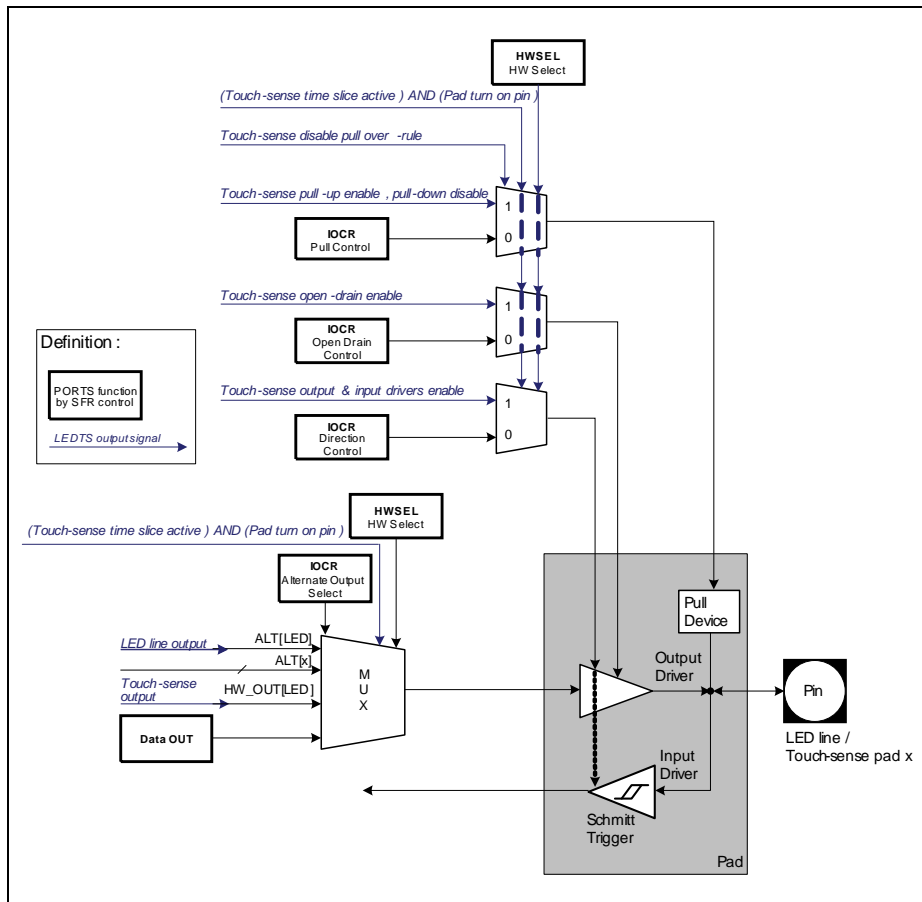 HWSEL
HW Select
(Touch-sense time slice active ) AND (Pad turn on pin )
Touch-sense disable pull over -rule
Touch-sense pull -up enable , pull-down disable
1
0
IOCR
Pull Control
Touch-sense open -drain enable
1
0
IOCR
Open Drain
Control
Touch-sense output & input drivers enable
1
0
IOCR
Direction
Control
Definition :
PORTS function
by SFR control
LEDTS output signal
HWSEL
HW Select
(Touch-sense time slice active ) AND (Pad turn on pin )
IOCR
Alternate Output
Select
LED line output
ALT[LED]
ALT[x]
Touch-sense
output
HW_OUT[LED]
Data OUT
M
U
X
Pull
Device
Output
Driver
Pin
LED line /
Touch-sense pad x
Input
Driver
Schmitt
Trigger
Pad